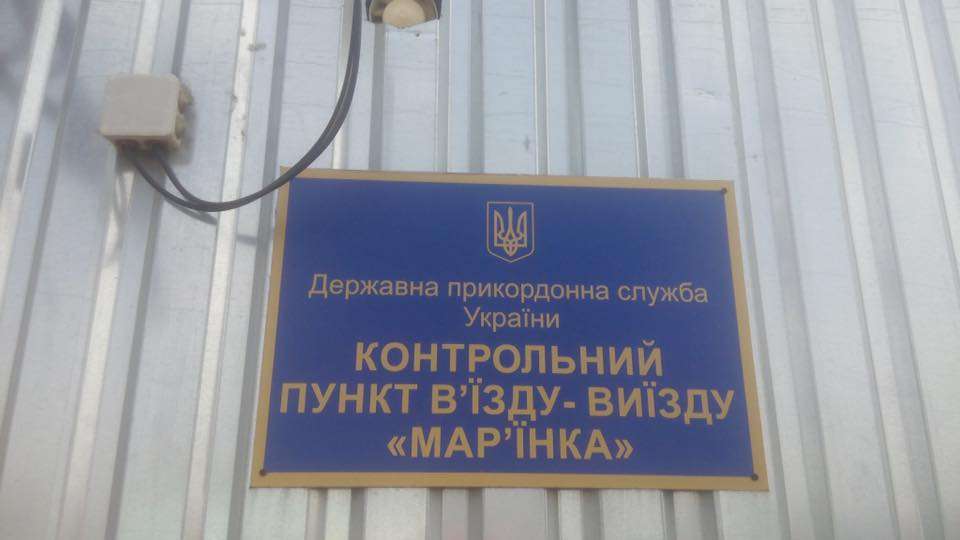 Державна прикордонна служба
України
КОНТРОЛЬНИЙ
ПУНКТ В’ЇЗДУ- ВИЇЗДУ
«МАР’ЇНКА»